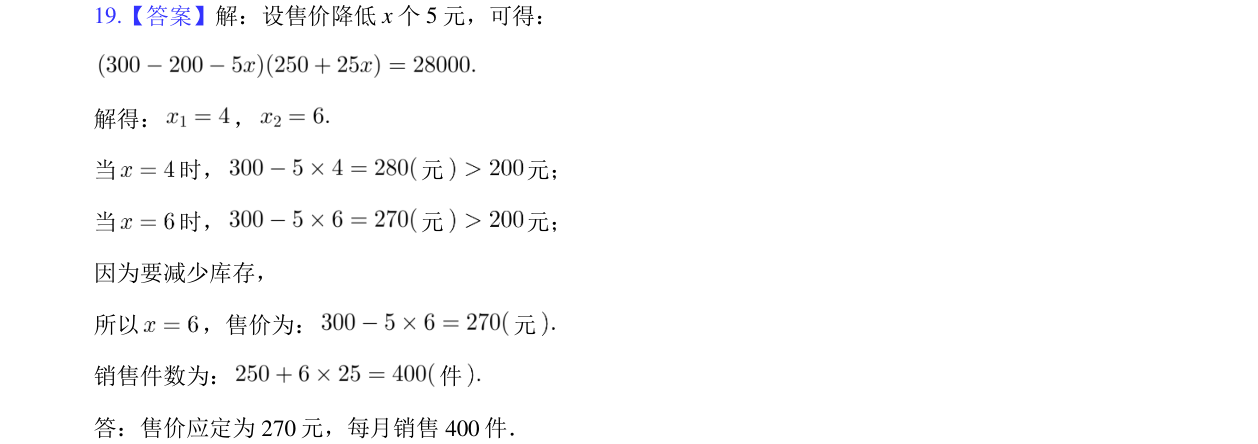 19.【答案】解：设售价降低 x 个 5 元，可得：
(300 − 200 − 5x)(250 + 25x) = 28000.
解得： x₁ = 4 ， x₂ = 6.
当 x = 4 时， 300 − 5 × 4 = 280( 元 ) > 200 元；
当 x = 6 时， 300 − 5 × 6 = 270( 元 ) > 200 元；
因为要减少库存，
所以 x = 6 ，售价为： 300 − 5 × 6 = 270( 元 ).
销售件数为： 250 + 6 × 25 = 400( 件 ).
答：售价应定为 270 元，每月销售 400 件．